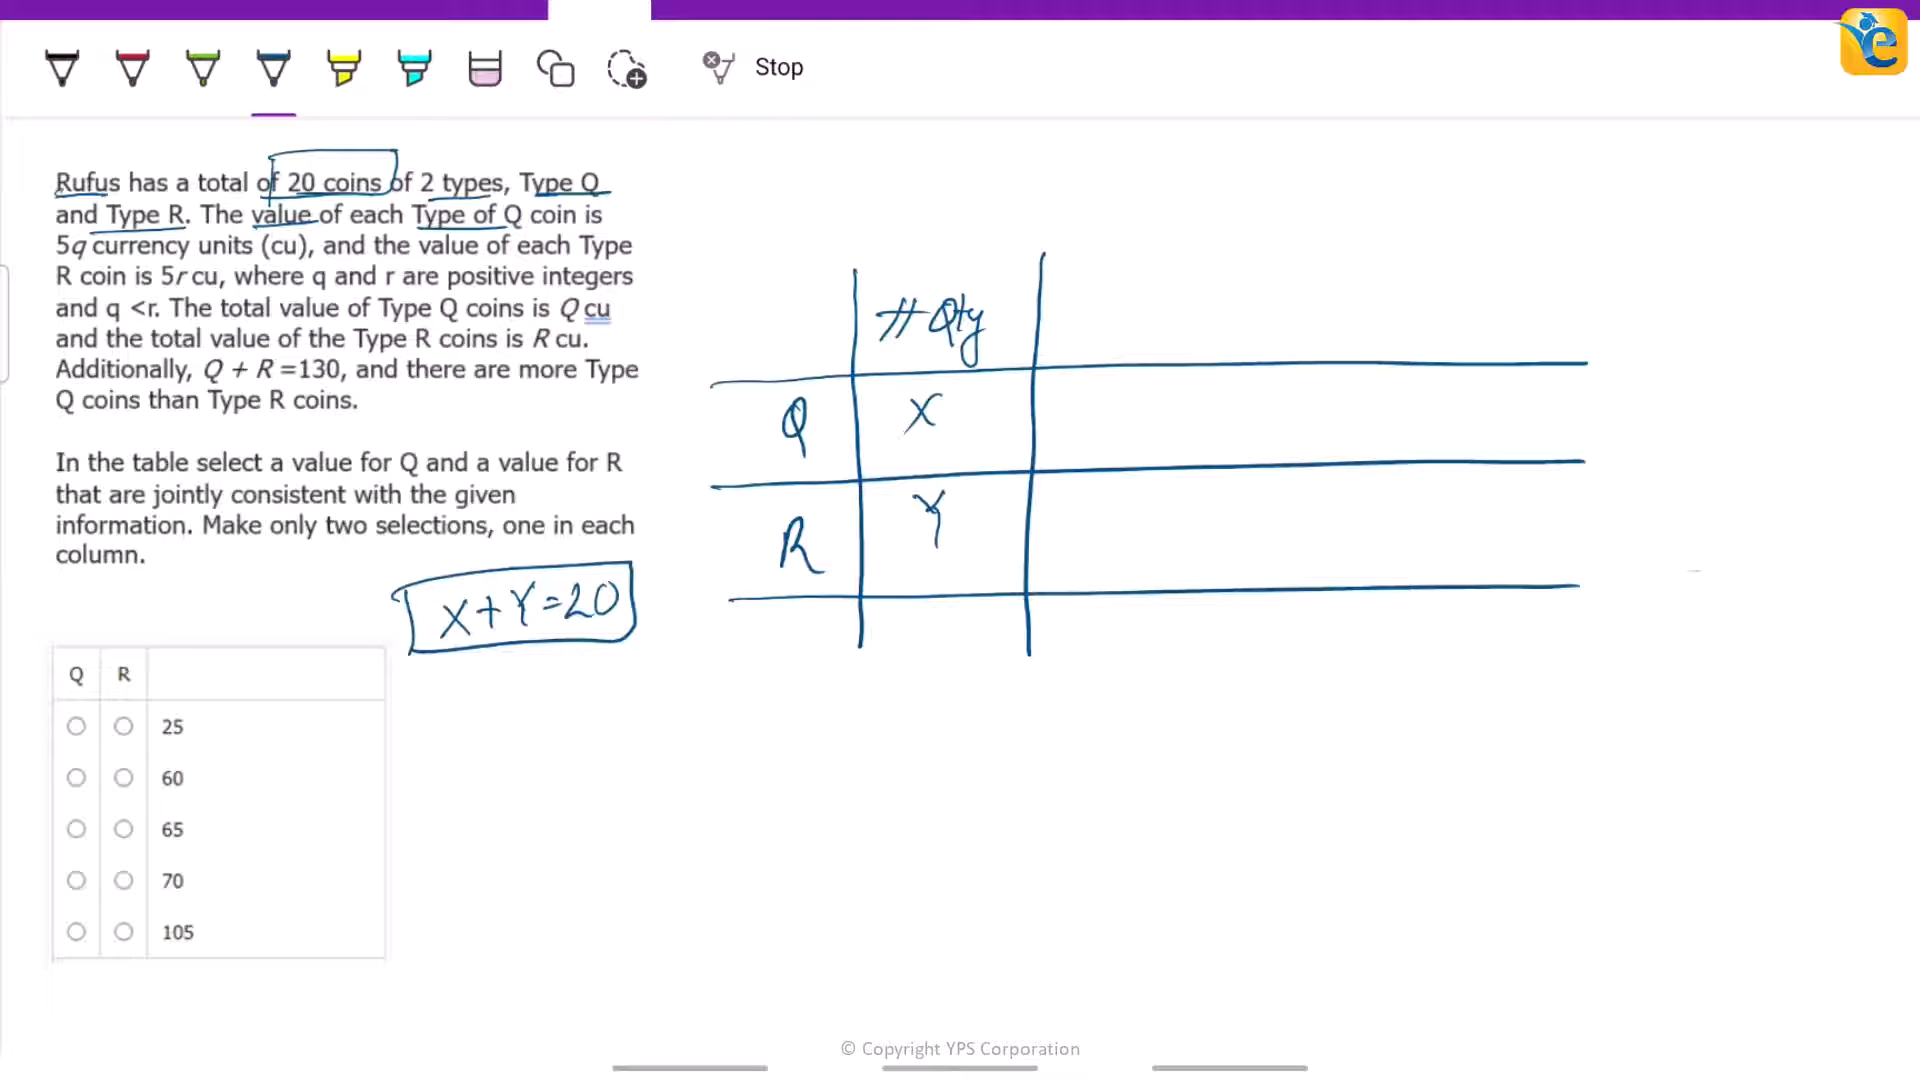 Stop
Rufus has a total of 20 coins of 2 types, Type Q
and Type R. The value of each Type of Q coin is
5q currency units (cu), and the value of each Type
R coin is 5r cu, where q and r are positive integers
and q <r. The total value of Type Q coins is Q cu
and the total value of the Type R coins is R cu.
Additionally, Q + R =130, and there are more Type
Q coins than Type R coins.
In the table select a value for Q and a value for R
that are jointly consistent with the given
information. Make only two selections, one in each
column.
X+Y=20
Q R
25
60
65
70
105
#Qty
Q X
R Y
© Copyright YPS Corporation